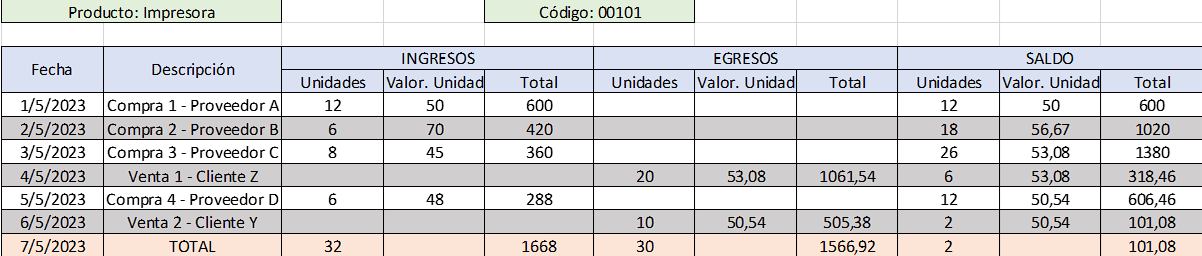 Producto: Impresora Código: 00101
Fecha Descripción INGRESOS EGRESOS SALDO
Unidades Valor. Unidad Total Unidades Valor. Unidad Total Unidades Valor. Unidad Total
1/5/2023 Compra 1 - Proveedor A 12 50 600 12 50 600
2/5/2023 Compra 2 - Proveedor B 6 70 420 18 56,67 1020
3/5/2023 Compra 3 - Proveedor C 8 45 360 26 53,08 1380
4/5/2023 Venta 1 - Cliente Z 20 53,08 1061,54 6 53,08 318,46
5/5/2023 Compra 4 - Proveedor D 6 48 288 12 50,54 606,46
6/5/2023 Venta 2 - Cliente Y 10 50,54 505,38 2 50,54 101,08
7/5/2023 TOTAL 32 1668 30 1566,92 2 101,08